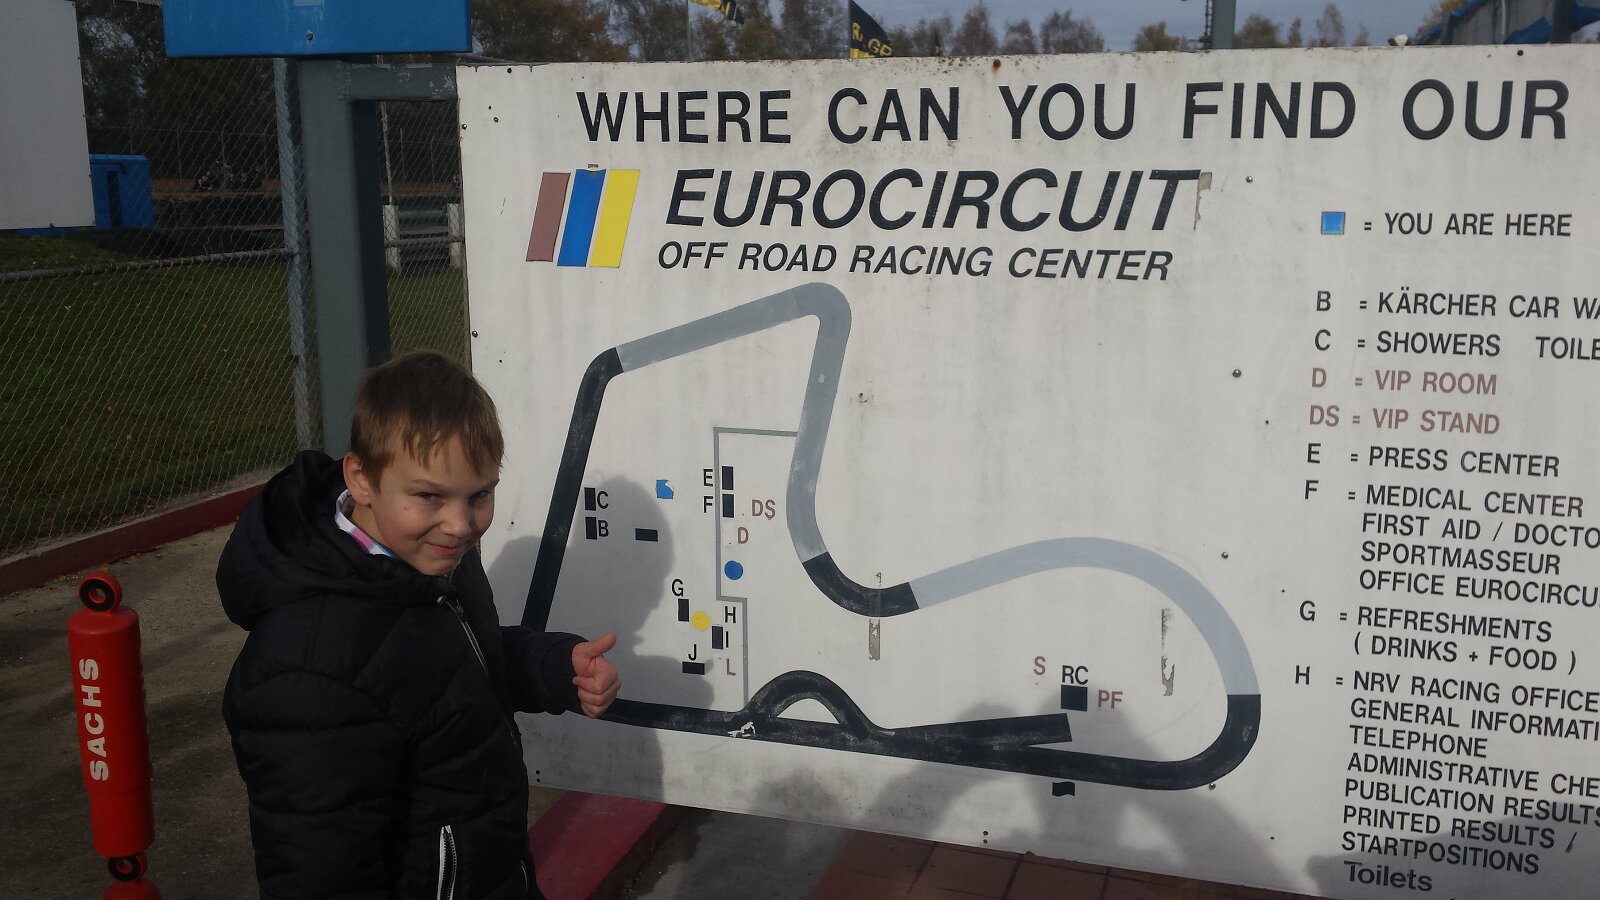 WHERE CAN YOU FIND OUR
EUROCIRCUIT
OFF ROAD RACING CENTER
= YOU ARE HERE
B = KÄRCHER CAR
C = SHOWERS
D = VIP ROOM
DS = VIP STAND
E = PRESS CENTER
F = MEDICAL CENTER
FIRST AID /
SPORTMASSEUR
OFFICE
G = REFRESHMENTS
( DRINKS + FOOD )
H = NRV RACING OFFICE
GENERAL
TELEPHONE
ADMINISTRATIVE
PUBLICATION RESULTS
PRINTED RESULTS /
STARTPOSITIONS
Toilets
E
F DS
D
C
B
G
H
I
J
L
S RC
PF
SACHS